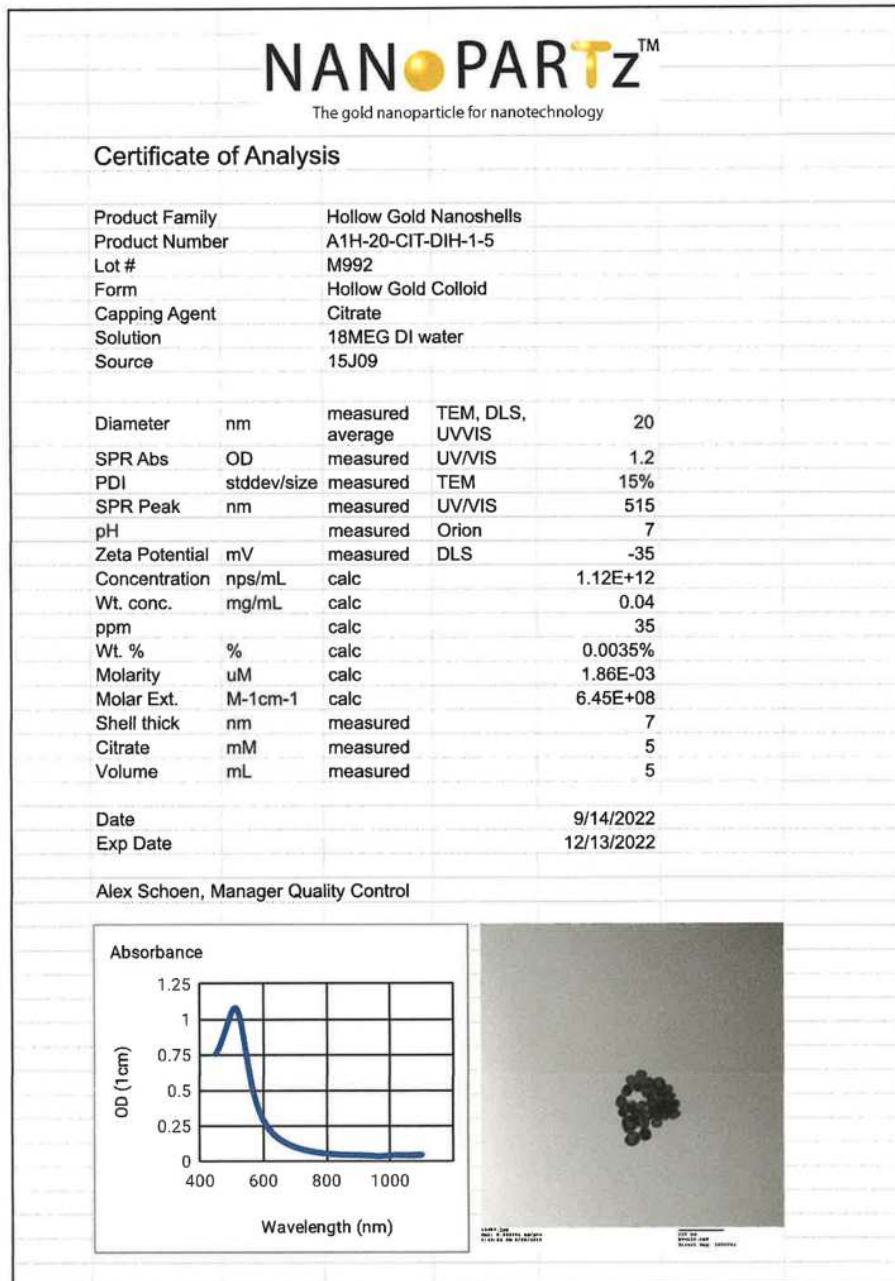 NANOPARTz™
The gold nanoparticle for nanotechnology
Certificate of Analysis
Product Family Hollow Gold Nanoshells
Product Number A1H-20-CIT-DIH-1-5
Lot # M992
Form Hollow Gold Colloid
Capping Agent Citrate
Solution 18MEG DI water
Source 15J09
Diameter nm measured average TEM, DLS, UVVIS 20
SPR Abs OD measured UV/VIS 1.2
PDI stddev/size measured TEM 15%
SPR Peak nm measured UV/VIS 515
pH measured Orion 7
Zeta Potential mV measured DLS -35
Concentration nps/mL calc 1.12E+12
Wt. conc. mg/mL calc 0.04
ppm calc 35
Wt. % % calc 0.0035%
Molarity uM calc 1.86E-03
Molar Ext. M-1cm-1 calc 6.45E+08
Shell thick nm measured 7
Citrate mM measured 5
Volume mL measured 5
Date 9/14/2022
Exp Date 12/13/2022
Alex Schoen, Manager Quality Control
Absorbance
1.25
1
0.75
0.5
0.25
0
OD (1cm)
400 600 800 1000
Wavelength (nm)